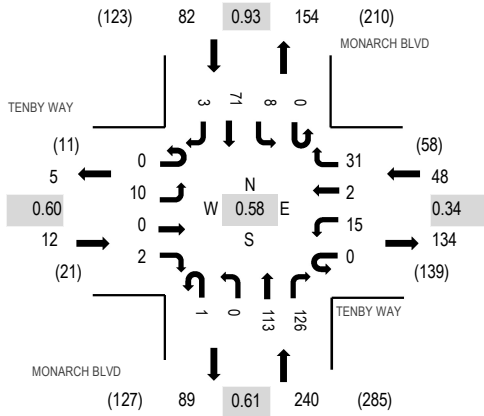 (123) 82 0.93 154 (210)
MONARCH BLVD
TENBY WAY
3 71 8 0
(11) (58)
5 0 31 48
10 N 2
0.60 W 0.58 E 0.34
0 S 15
12 2 0 134
(21) (139)
1 0 113 126
TENBY WAY
MONARCH BLVD
(127) 89 0.61 240 (285)